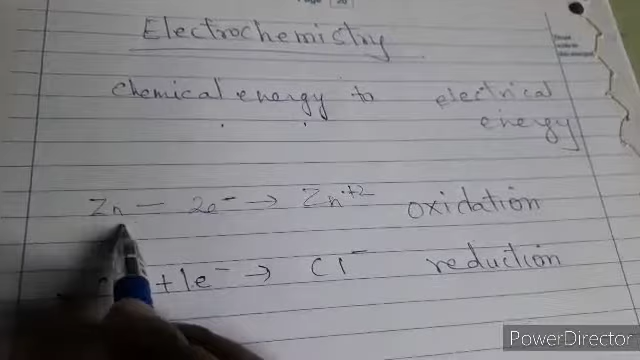 Electrochemistry
chemical energy to electrical
energy
Zn - 2e⁻ → Zn⁺² oxidation
+1e⁻ → Cl⁻ reduction
PowerDirector